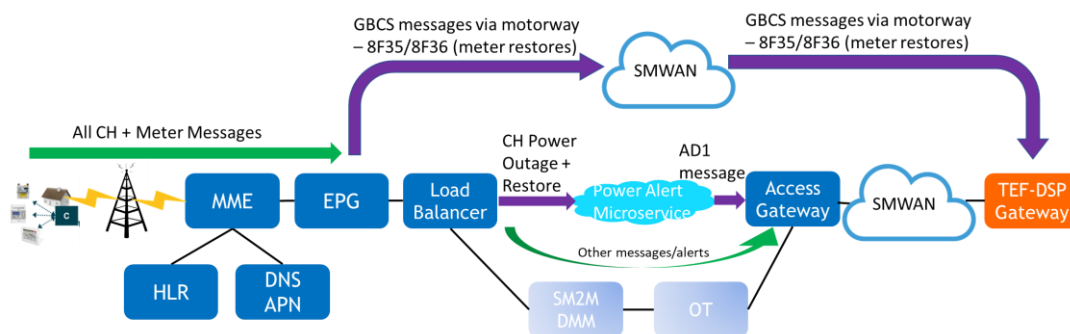 GBCS messages via motorway
– 8F35/8F36 (meter restores)
GBCS messages via motorway
– 8F35/8F36 (meter restores)
SMWAN
All CH + Meter Messages
CH Power
Outage +
Restore
AD1
message
C
MME
EPG
Load
Balancer
Power Alert
Microservice
Access
Gateway
SMWAN
TEF-DSP
Gateway
Other messages/alerts
HLR
DNS
APN
SM2M
DMM
OT